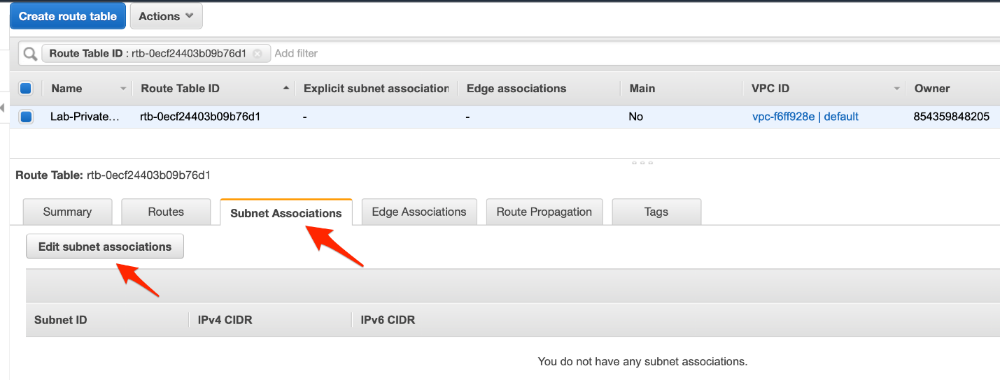 Create route table Actions
Route Table ID : rtb-0ecf24403b09b76d1 Add filter
Name Route Table ID Explicit subnet association Edge associations Main VPC ID Owner
Lab-Private… rtb-0ecf24403b09b76d1 - - No vpc-f6ff928e | default 854359848205
Route Table: rtb-0ecf24403b09b76d1
Summary Routes Subnet Associations Edge Associations Route Propagation Tags
Edit subnet associations
Subnet ID IPv4 CIDR IPv6 CIDR
You do not have any subnet associations.